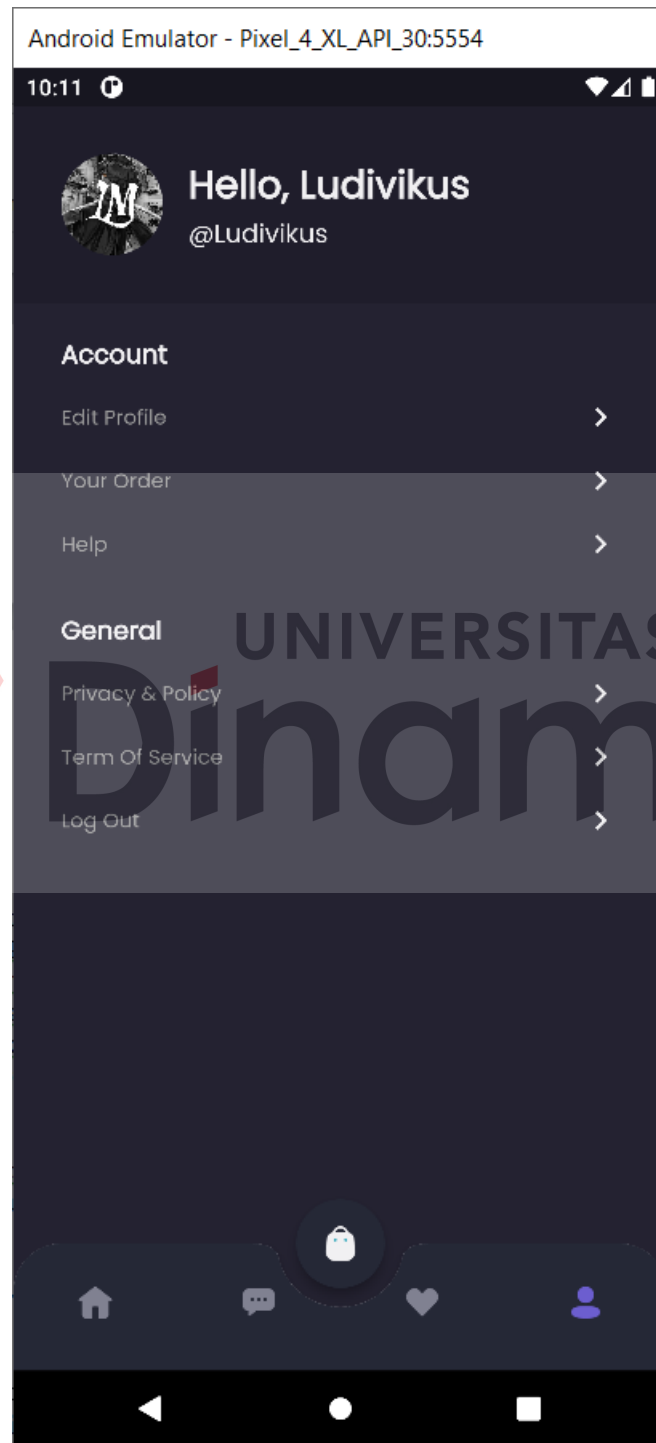 Android Emulator - Pixel_4_XL_API_30:5554
10:11
LM
Hello, Ludivikus
@Ludivikus
Account
Edit Profile
Your Order
Help
General
UNIVERSITAS
Dinam
Privacy & Policy
Term Of Service
Log Out